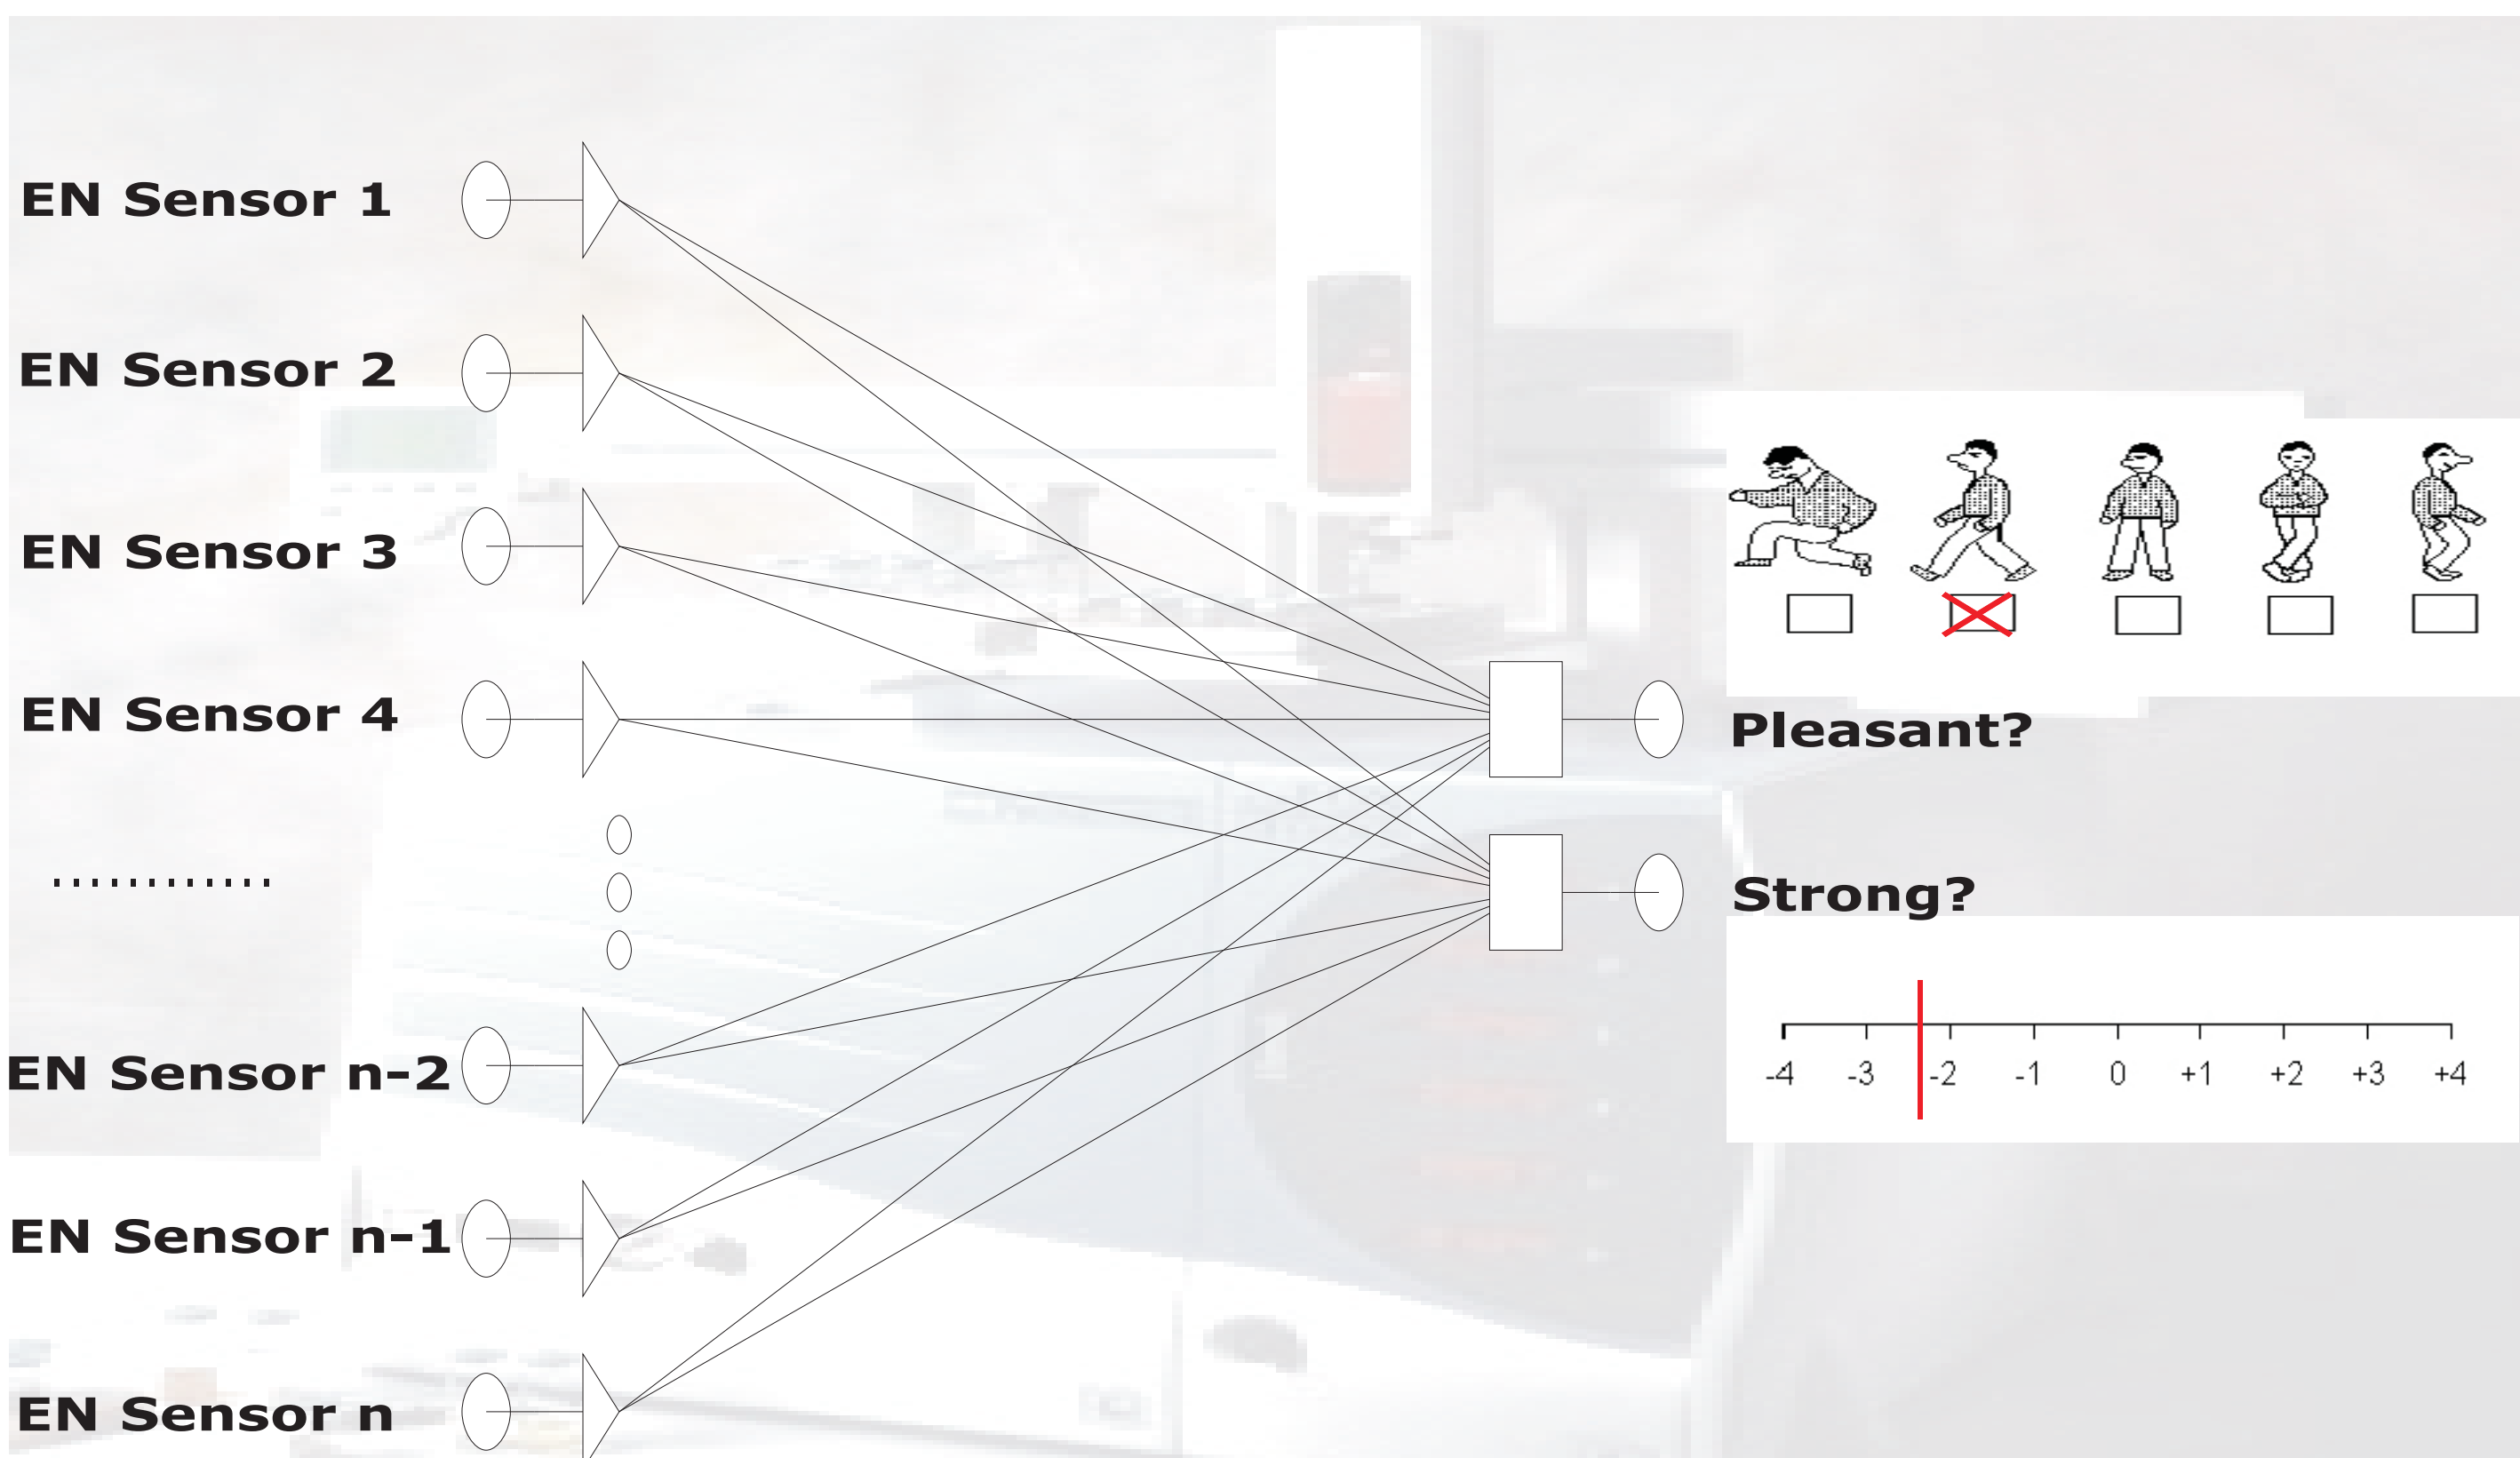 EN Sensor 1
EN Sensor 2
EN Sensor 3
EN Sensor 4
............
EN Sensor n-2
EN Sensor n-1
EN Sensor n
Pleasant?
Strong?
-4 -3 -2 -1 0 +1 +2 +3 +4